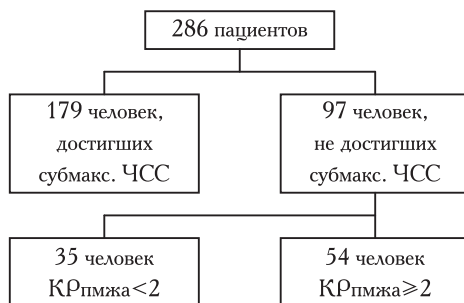 286 пациентов
179 человек,
достигших
субмакс. ЧСС
97 человек,
не достигших
субмакс. ЧСС
35 человек
КРпмжа<2
54 человек
КРпмжа⩾2